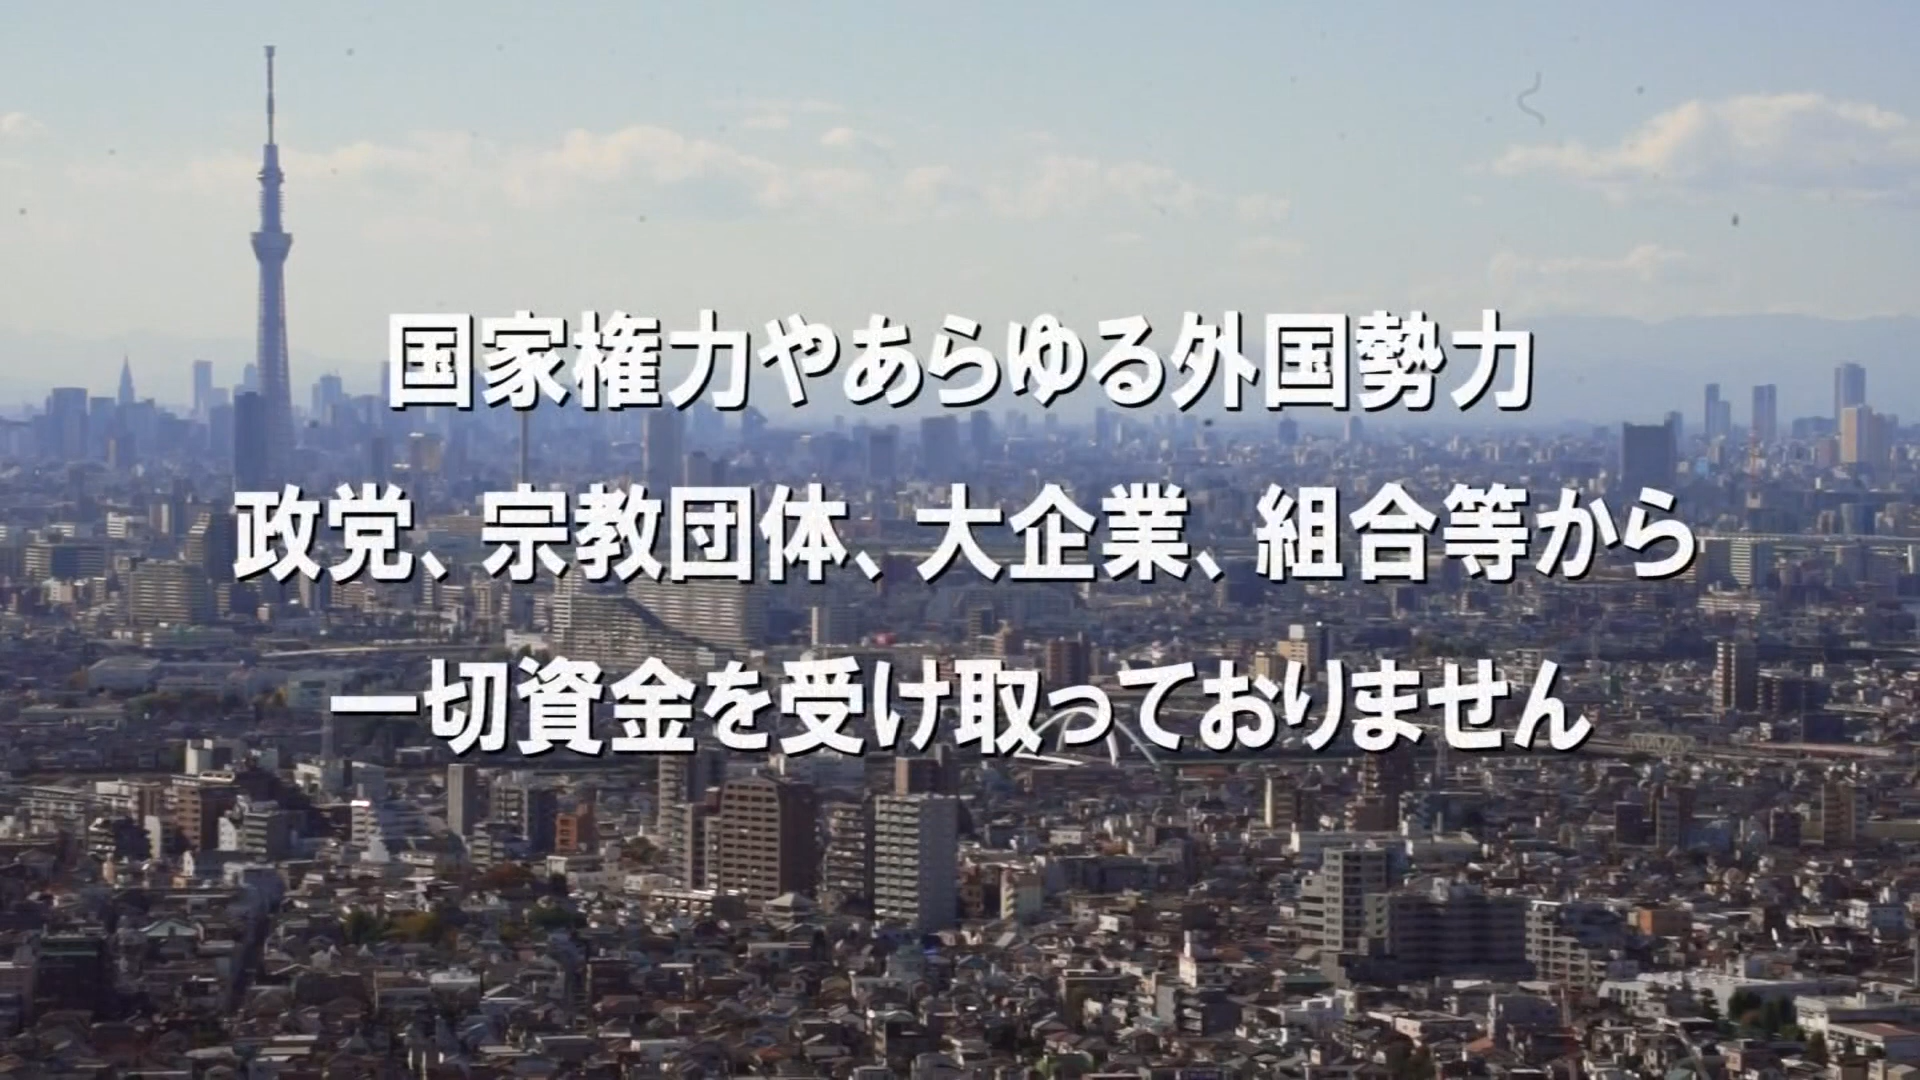 国家権力やあらゆる外国勢力
政党、宗教団体、大企業、組合等から
一切資金を受け取っておりません